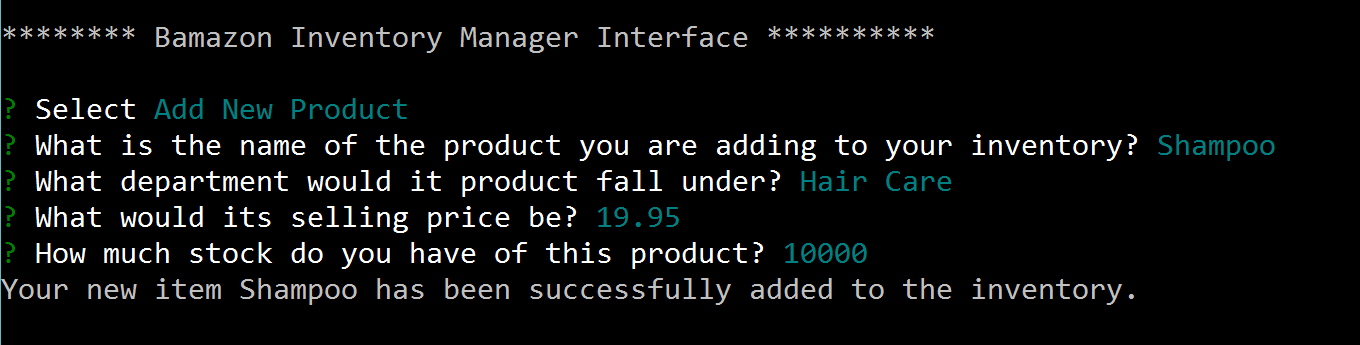 ******** Bamazon Inventory Manager Interface **********
? Select Add New Product
? What is the name of the product you are adding to your inventory? Shampoo
? What department would it product fall under? Hair Care
? What would its selling price be? 19.95
? How much stock do you have of this product? 10000
Your new item Shampoo has been successfully added to the inventory.